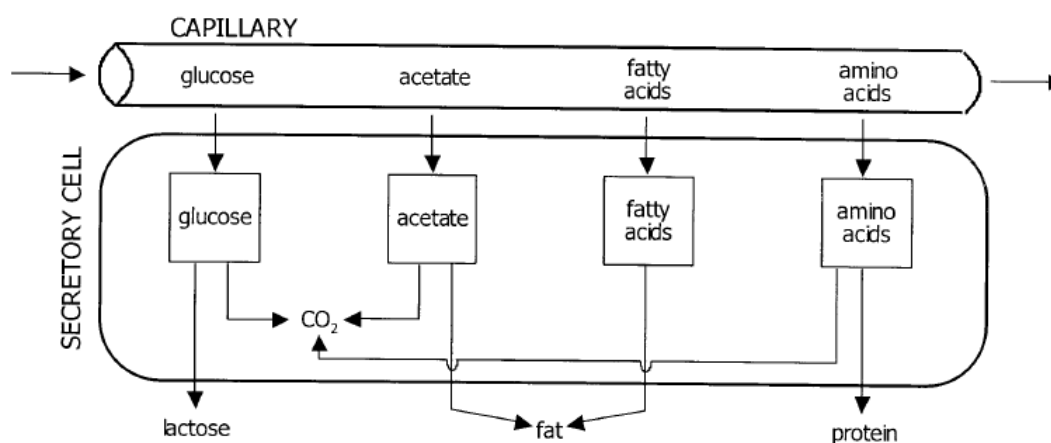 CAPILLARY
glucose
acetate
fatty
acids
amino
acids
SECRETORY CELL
glucose
acetate
fatty
acids
amino
acids
CO₂
lactose
fat
protein